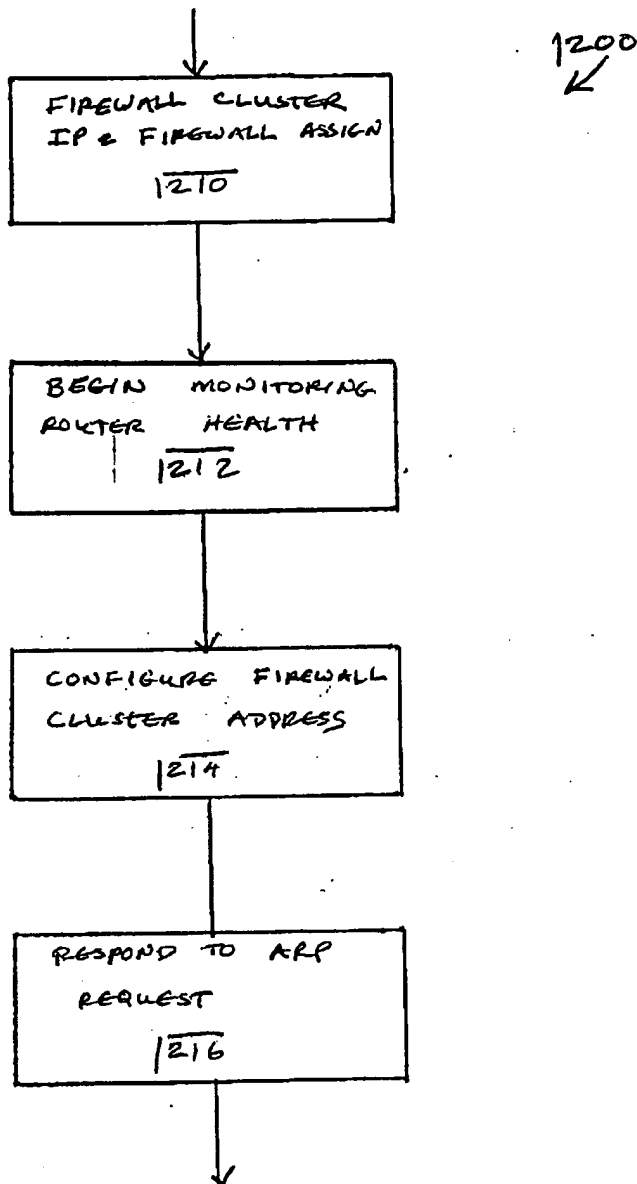 1200
FIREWALL CLUSTER
IP & FIREWALL ASSIGN
1210
BEGIN MONITORING
ROUTER HEALTH
1212
CONFIGURE FIREWALL
CLUSTER ADDRESS
1214
RESPOND TO ARP
REQUEST
1216